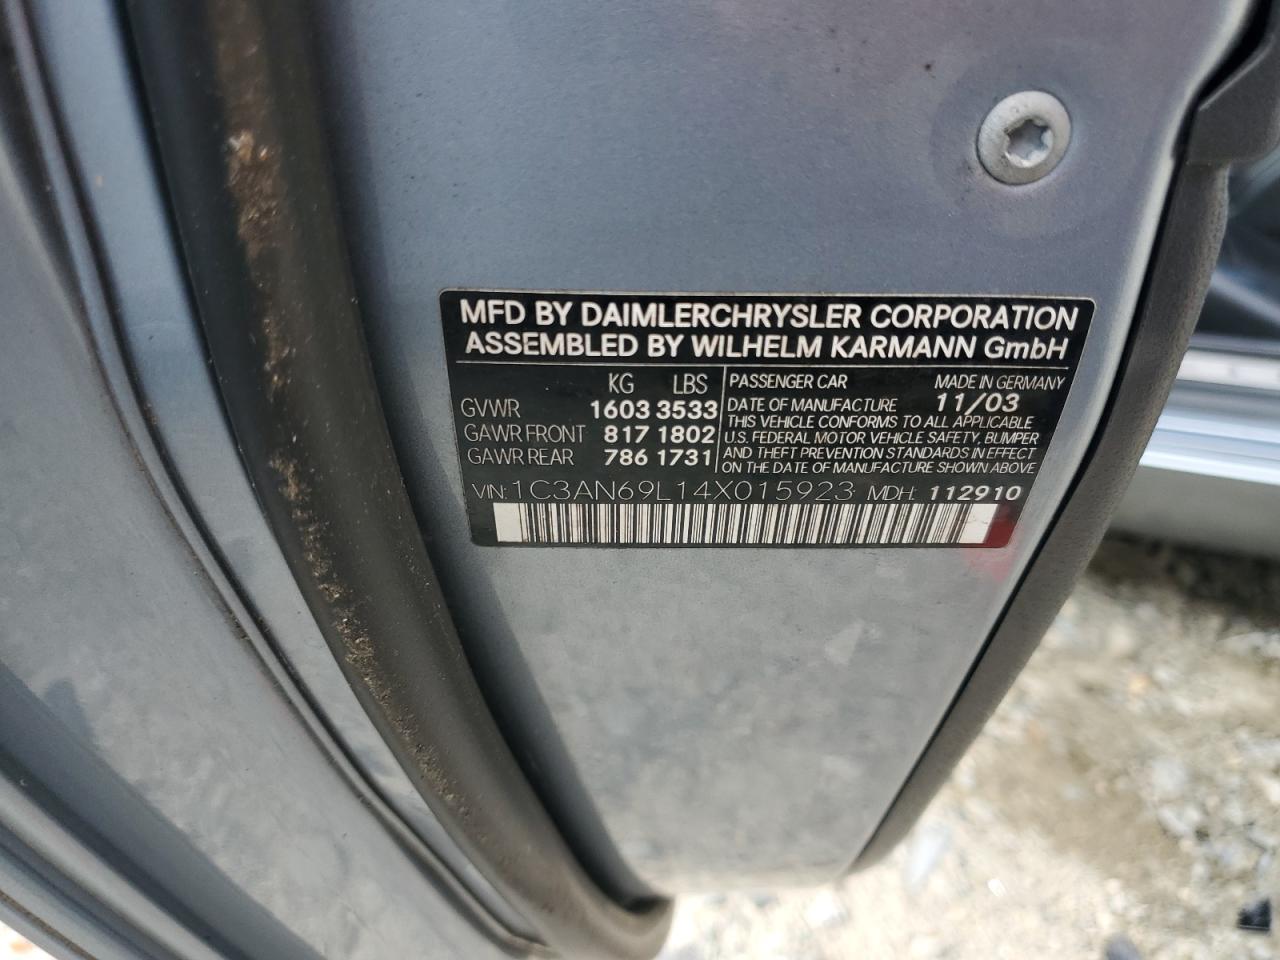 MFD BY DAIMLERCHRYSLER CORPORATION
ASSEMBLED BY WILHELM KARMANN GmbH
KG LBS
GVWR 1603 3533
GAWR FRONT 817 1802
GAWR REAR 786 1731
PASSENGER CAR MADE IN GERMANY
DATE OF MANUFACTURE 11/03
THIS VEHICLE CONFORMS TO ALL APPLICABLE
U.S. FEDERAL MOTOR VEHICLE SAFETY, BUMPER
AND THEFT PREVENTION STANDARDS IN EFFECT
ON THE DATE OF MANUFACTURE SHOWN ABOVE
VIN: 1C3AN69L14X015923 MDH: 112910